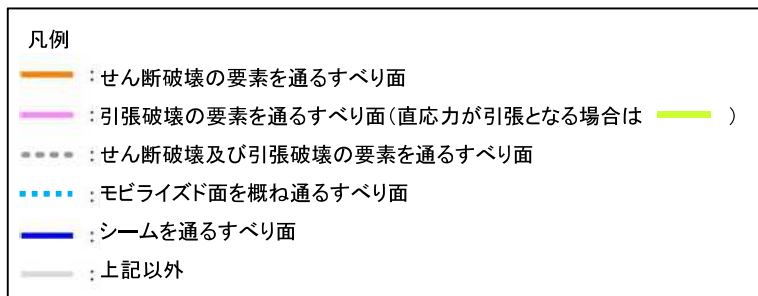 凡例
：せん断破壊の要素を通るすべり面
：引張破壊の要素を通るすべり面（直応力が引張となる場合は　　）
：せん断破壊及び引張破壊の要素を通るすべり面
：モビライズド面を概ね通るすべり面
：シームを通るすべり面
：上記以外